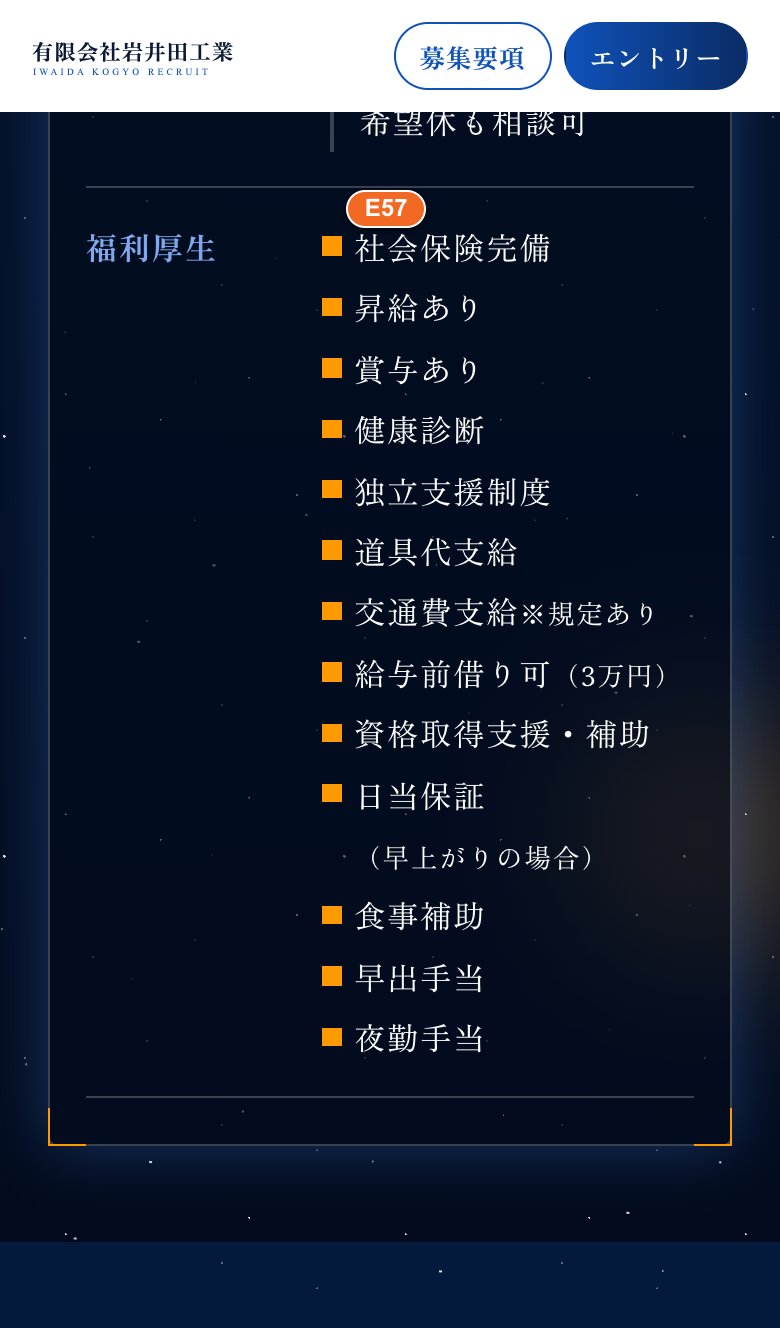 有限会社岩井田工業
IWAIDA KOGYO RECRUIT
募集要項
エントリー
希望休も相談可
E57
福利厚生
社会保険完備
昇給あり
賞与あり
健康診断
独立支援制度
道具代支給
交通費支給※規定あり
給与前借り可（3万円）
資格取得支援・補助
日当保証
（早上がりの場合）
食事補助
早出手当
夜勤手当